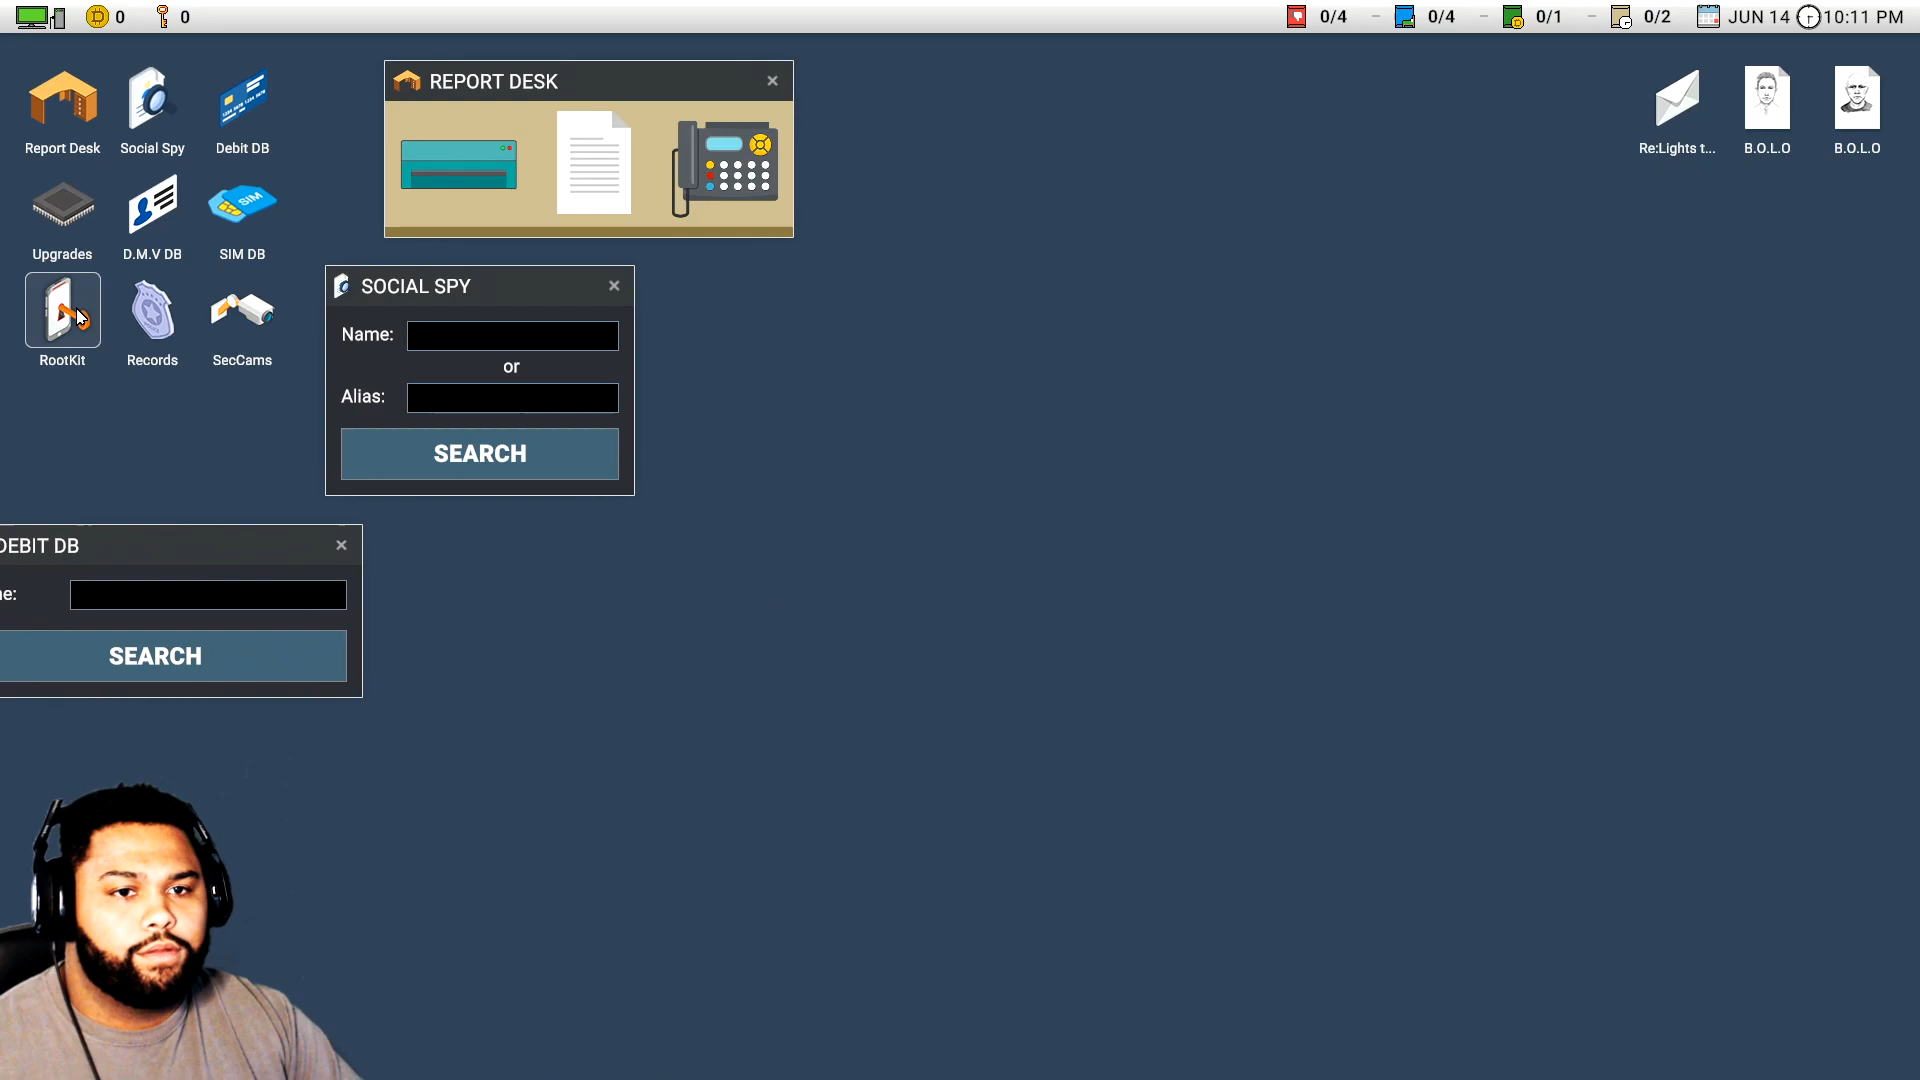 0
0
0/4
0/4
0/1
0/2
JUN 14
10:11 PM
Report Desk
Social Spy
Debit DB
Upgrades
D.M.V DB
SIM DB
SIM
RootKit
Records
SecCams
REPORT DESK
SOCIAL SPY
Name:
or
Alias:
SEARCH
DEBIT DB
ne:
SEARCH
Re:Lights t...
B.O.L.O
B.O.L.O